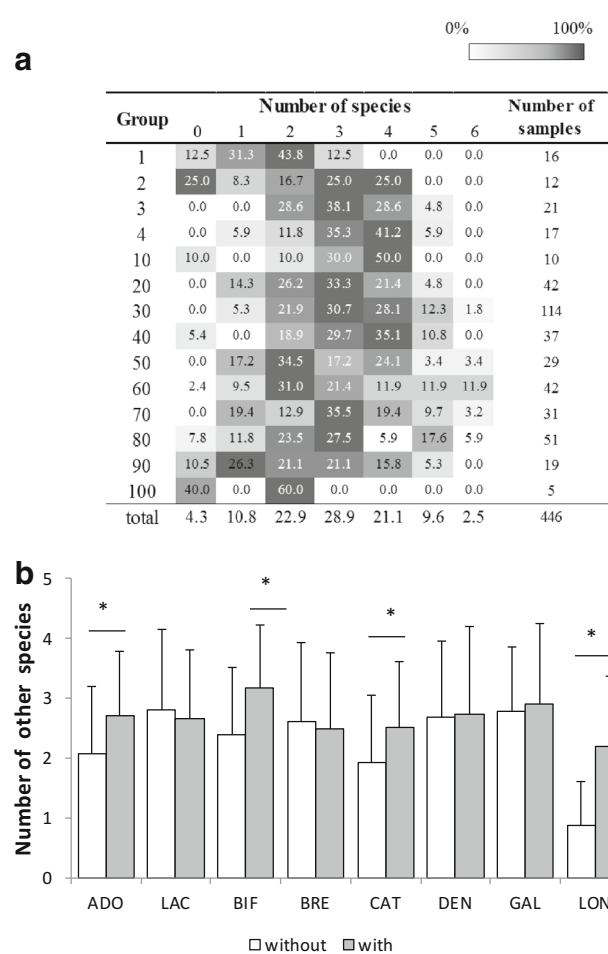 0% 100%
a
Group Number of species Number of samples
0 1 2 3 4 5 6
1 12.5 31.3 43.8 12.5 0.0 0.0 0.0 16
2 25.0 8.3 16.7 25.0 25.0 0.0 0.0 12
3 0.0 0.0 28.6 38.1 28.6 4.8 0.0 21
4 0.0 5.9 11.8 35.3 41.2 5.9 0.0 17
10 10.0 0.0 10.0 30.0 50.0 0.0 0.0 10
20 0.0 14.3 26.2 33.3 21.4 4.8 0.0 42
30 0.0 5.3 21.9 30.7 28.1 12.3 1.8 114
40 5.4 0.0 18.9 29.7 35.1 10.8 0.0 37
50 0.0 17.2 34.5 17.2 24.1 3.4 3.4 29
60 2.4 9.5 31.0 21.4 11.9 11.9 11.9 42
70 0.0 19.4 12.9 35.5 19.4 9.7 3.2 31
80 7.8 11.8 23.5 27.5 5.9 17.6 5.9 51
90 10.5 26.3 21.1 21.1 15.8 5.3 0.0 19
100 40.0 0.0 60.0 0.0 0.0 0.0 0.0 5
total 4.3 10.8 22.9 28.9 21.1 9.6 2.5 446
b
Number of other species
5
4
3
2
1
0
* * * *
ADO LAC BIF BRE CAT DEN GAL LON
without with